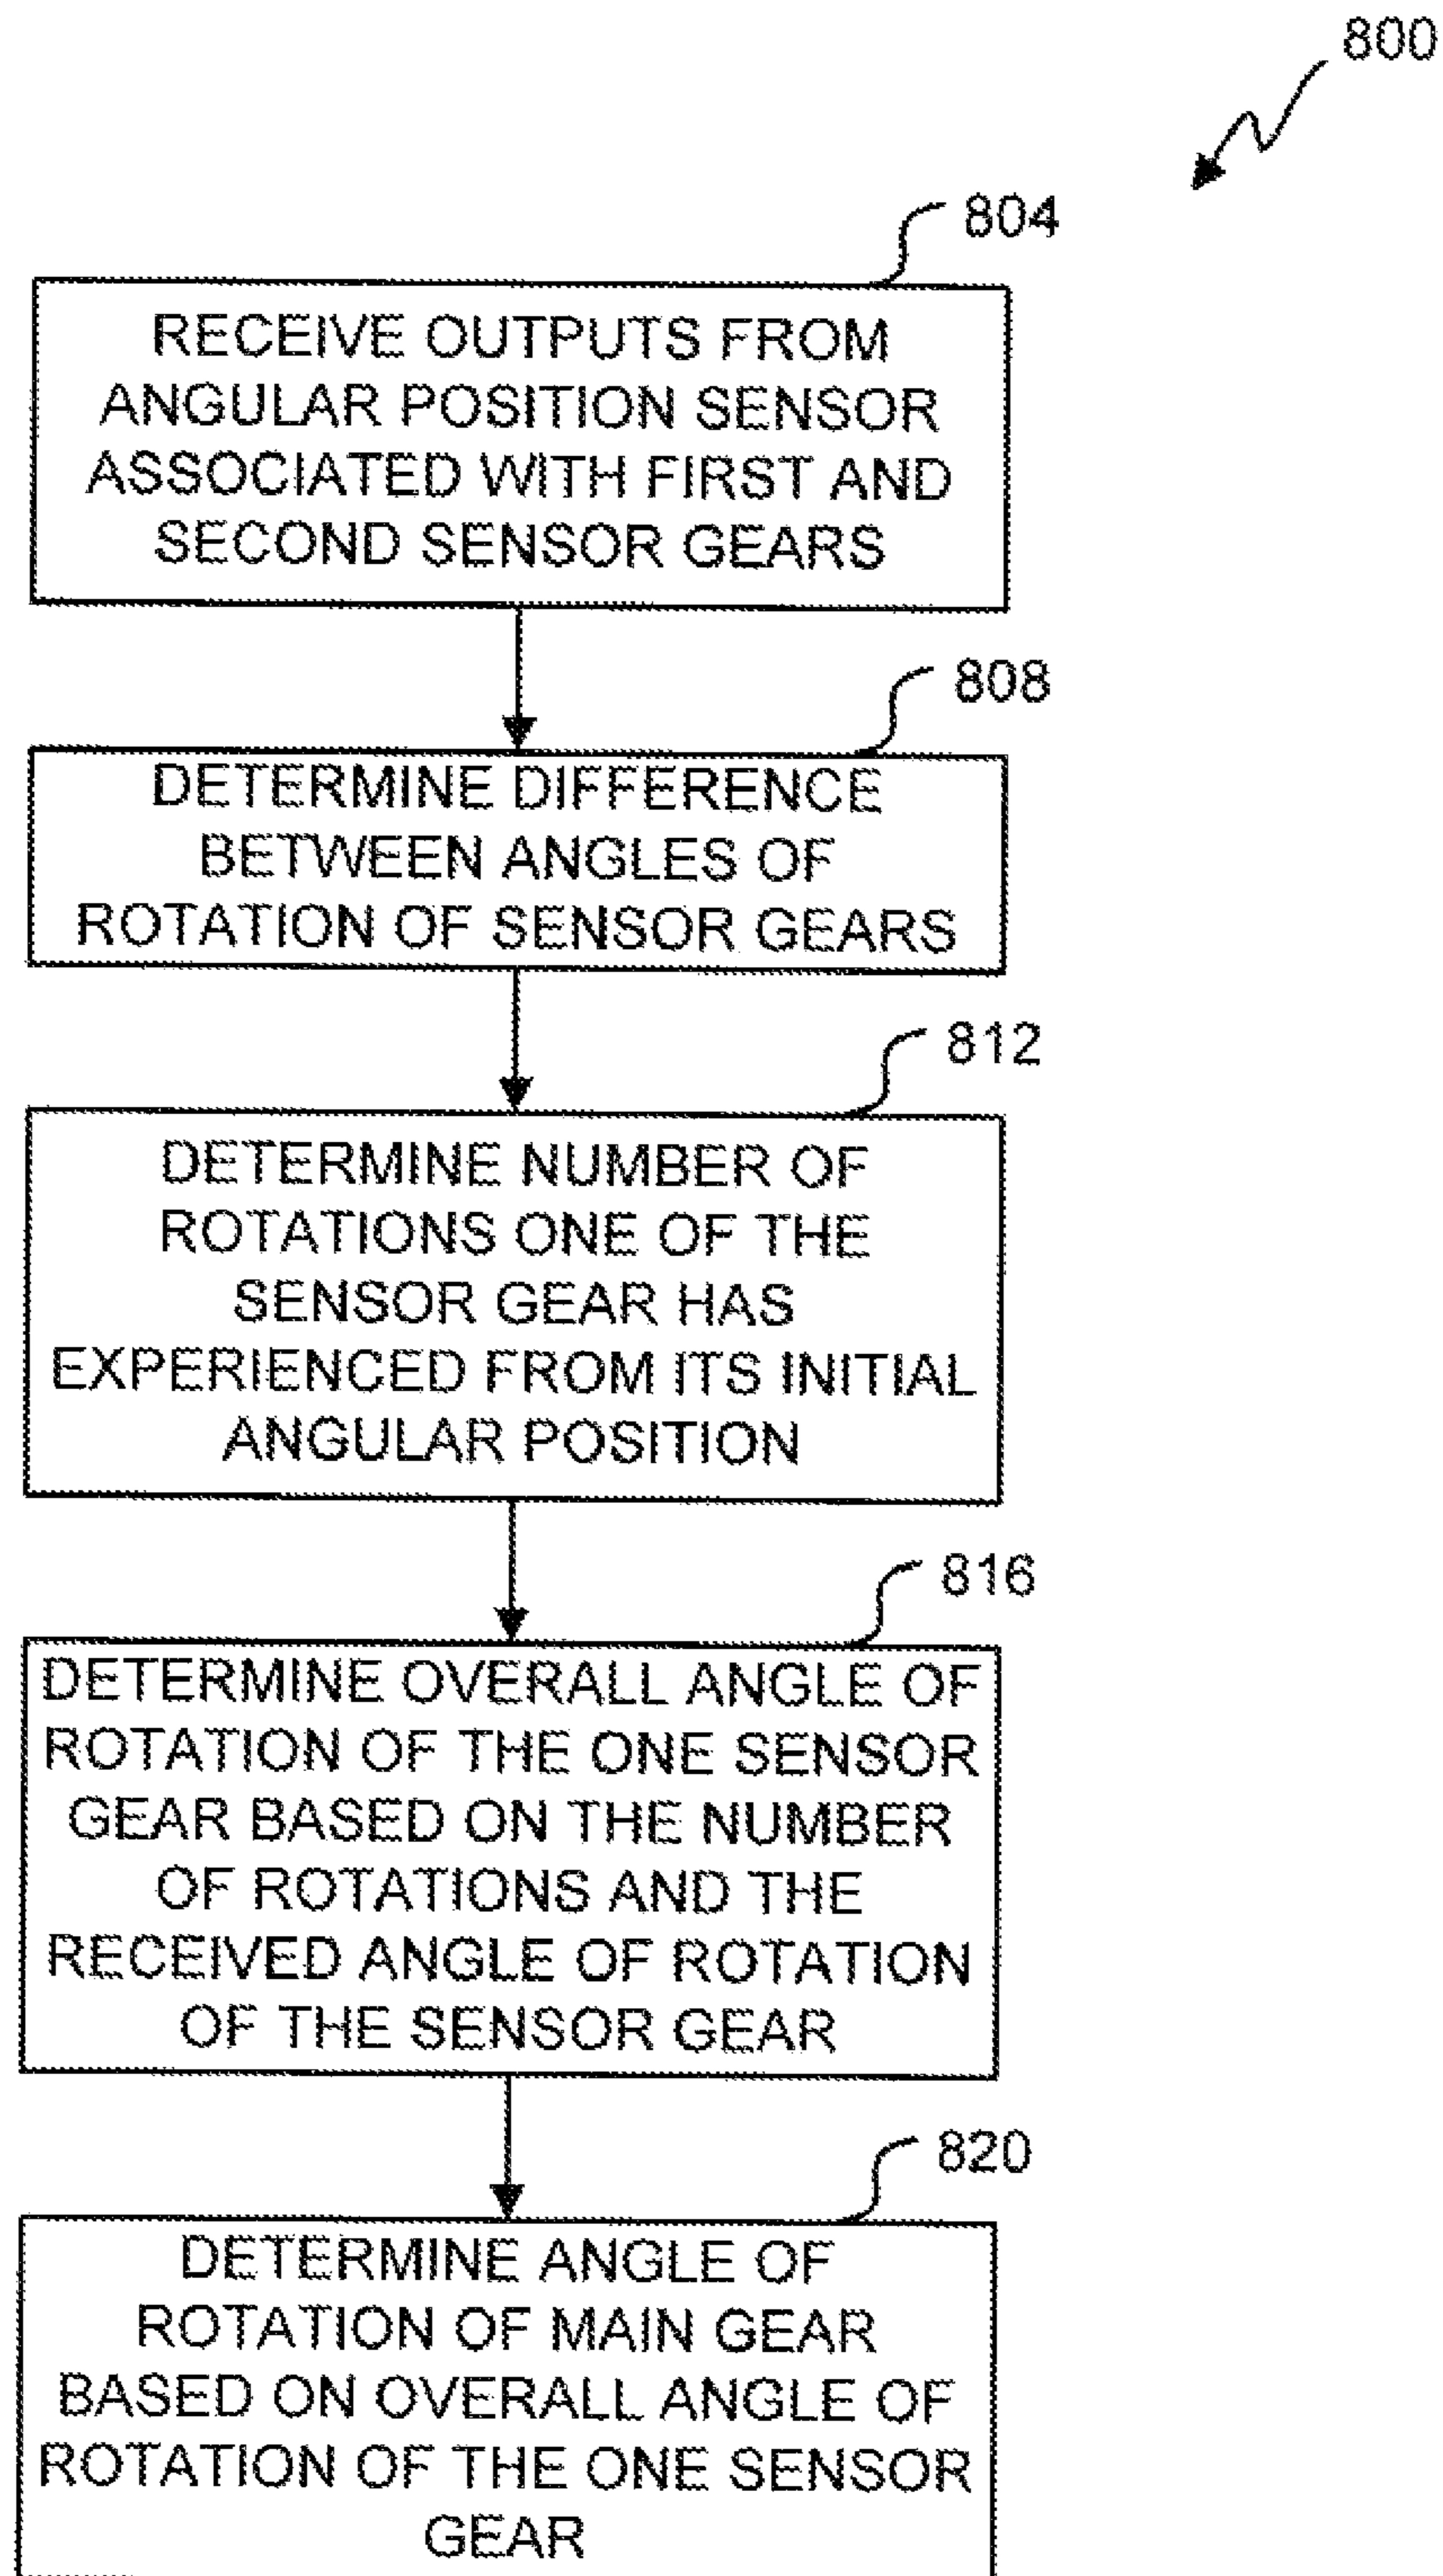 800
804
RECEIVE OUTPUTS FROM
ANGULAR POSITION SENSOR
ASSOCIATED WITH FIRST AND
SECOND SENSOR GEARS
808
DETERMINE DIFFERENCE
BETWEEN ANGLES OF
ROTATION OF SENSOR GEARS
812
DETERMINE NUMBER OF
ROTATIONS ONE OF THE
SENSOR GEAR HAS
EXPERIENCED FROM ITS INITIAL
ANGULAR POSITION
816
DETERMINE OVERALL ANGLE OF
ROTATION OF THE ONE SENSOR
GEAR BASED ON THE NUMBER
OF ROTATIONS AND THE
RECEIVED ANGLE OF ROTATION
OF THE SENSOR GEAR
820
DETERMINE ANGLE OF
ROTATION OF MAIN GEAR
BASED ON OVERALL ANGLE OF
ROTATION OF THE ONE SENSOR
GEAR